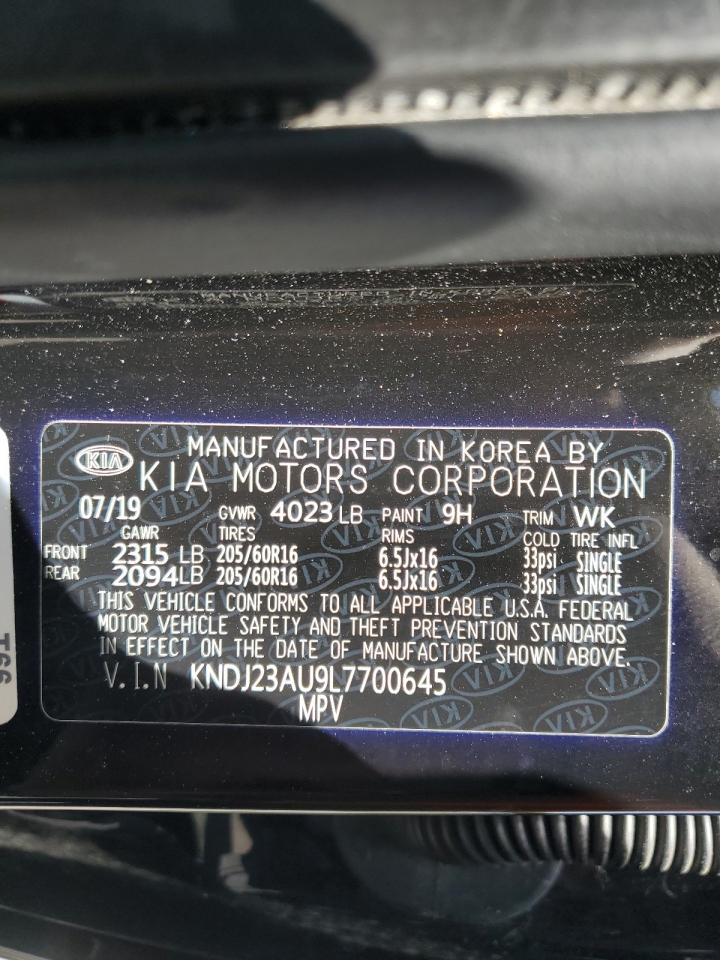 KIA
MANUFACTURED IN KOREA BY
KIA MOTORS CORPORATION
07/19 GVWR 4023 LB PAINT 9H TRIM WK
GAWR TIRES RIMS COLD TIRE INFL
FRONT 2315 LB 205/60R16 6.5Jx16 33psi SINGLE
REAR 2094 LB 205/60R16 6.5Jx16 33psi SINGLE
THIS VEHICLE CONFORMS TO ALL APPLICABLE U.S.A. FEDERAL
MOTOR VEHICLE SAFETY AND THEFT PREVENTION STANDARDS
IN EFFECT ON THE DATE OF MANUFACTURE SHOWN ABOVE.
V.I.N KNDJ23AU9L7700645
MPV
T66